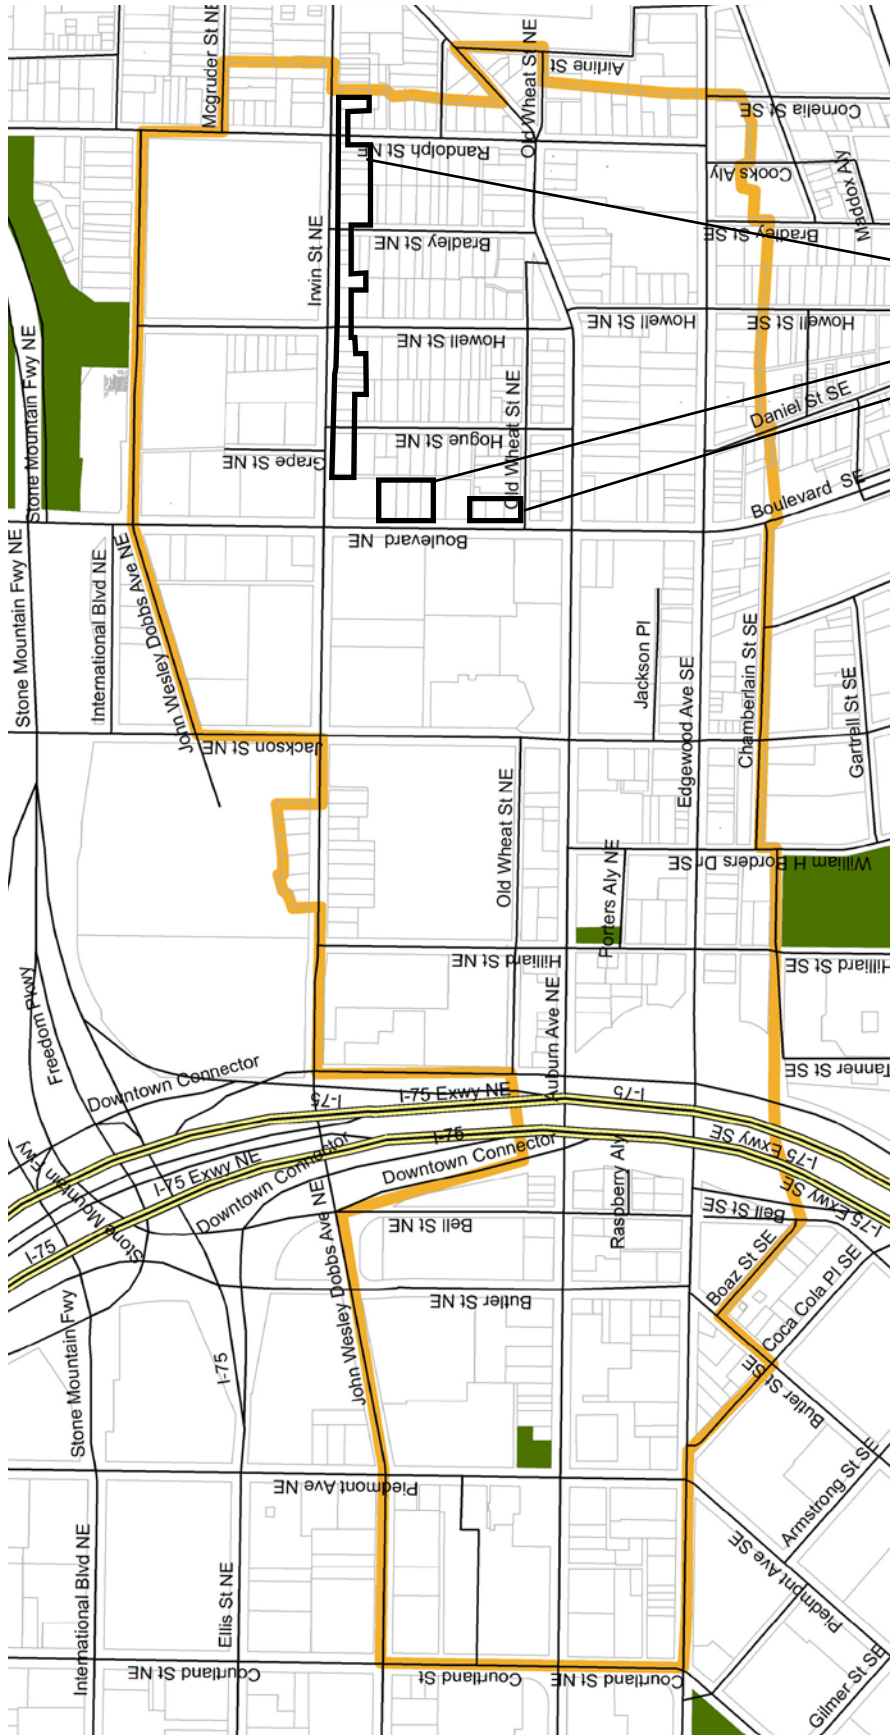 Mcgruder St NE
Old Wheat St NE
Airline St
Cornelia St SE
Randolph St NE
Cooks Aly
Maddox Aly
Irwin St NE
Bradley St NE
Bradley St SE
Stone Mountain Fwy NE
Howell St NE
Howell St NE
Howell St SE
Old Wheat St NE
Daniel St SE
Hogue St NE
Grape St NE
Boulevard SE
Boulevard NE
Stone Mountain Fwy NE
International Blvd NE
John Wesley Dobbs Ave NE
Jackson Pl
Chamberlain St SE
Edgewood Ave SE
Gartrell St SE
Jackson St NE
Old Wheat St NE
William H Borders Dr SE
Porters Aly NE
Hilliard St NE
Hilliard St SE
Freedom Pkwy
Auburn Ave NE
Tanner St SE
Downtown Connector
I-75 Exwy NE
I-75
I-75
I-75
I-75 Exwy SE
I-75 Exwy NE
Downtown Connector
Downtown Connector
Raspberry Aly
I-75 Exwy SE
Stone Mountain Fwy
I-75
John Wesley Dobbs Ave NE
Bell St NE
Bell St SE
Boaz St SE
Coca Cola Pl SE
Butler St NE
Butler St SE
Stone Mountain Fwy
I-75
Piedmont Ave NE
Armstrong St SE
Piedmont Ave SE
International Blvd NE
Ellis St NE
Courtland St NE
Courtland St
Courtland St NE
Gilmer St SE